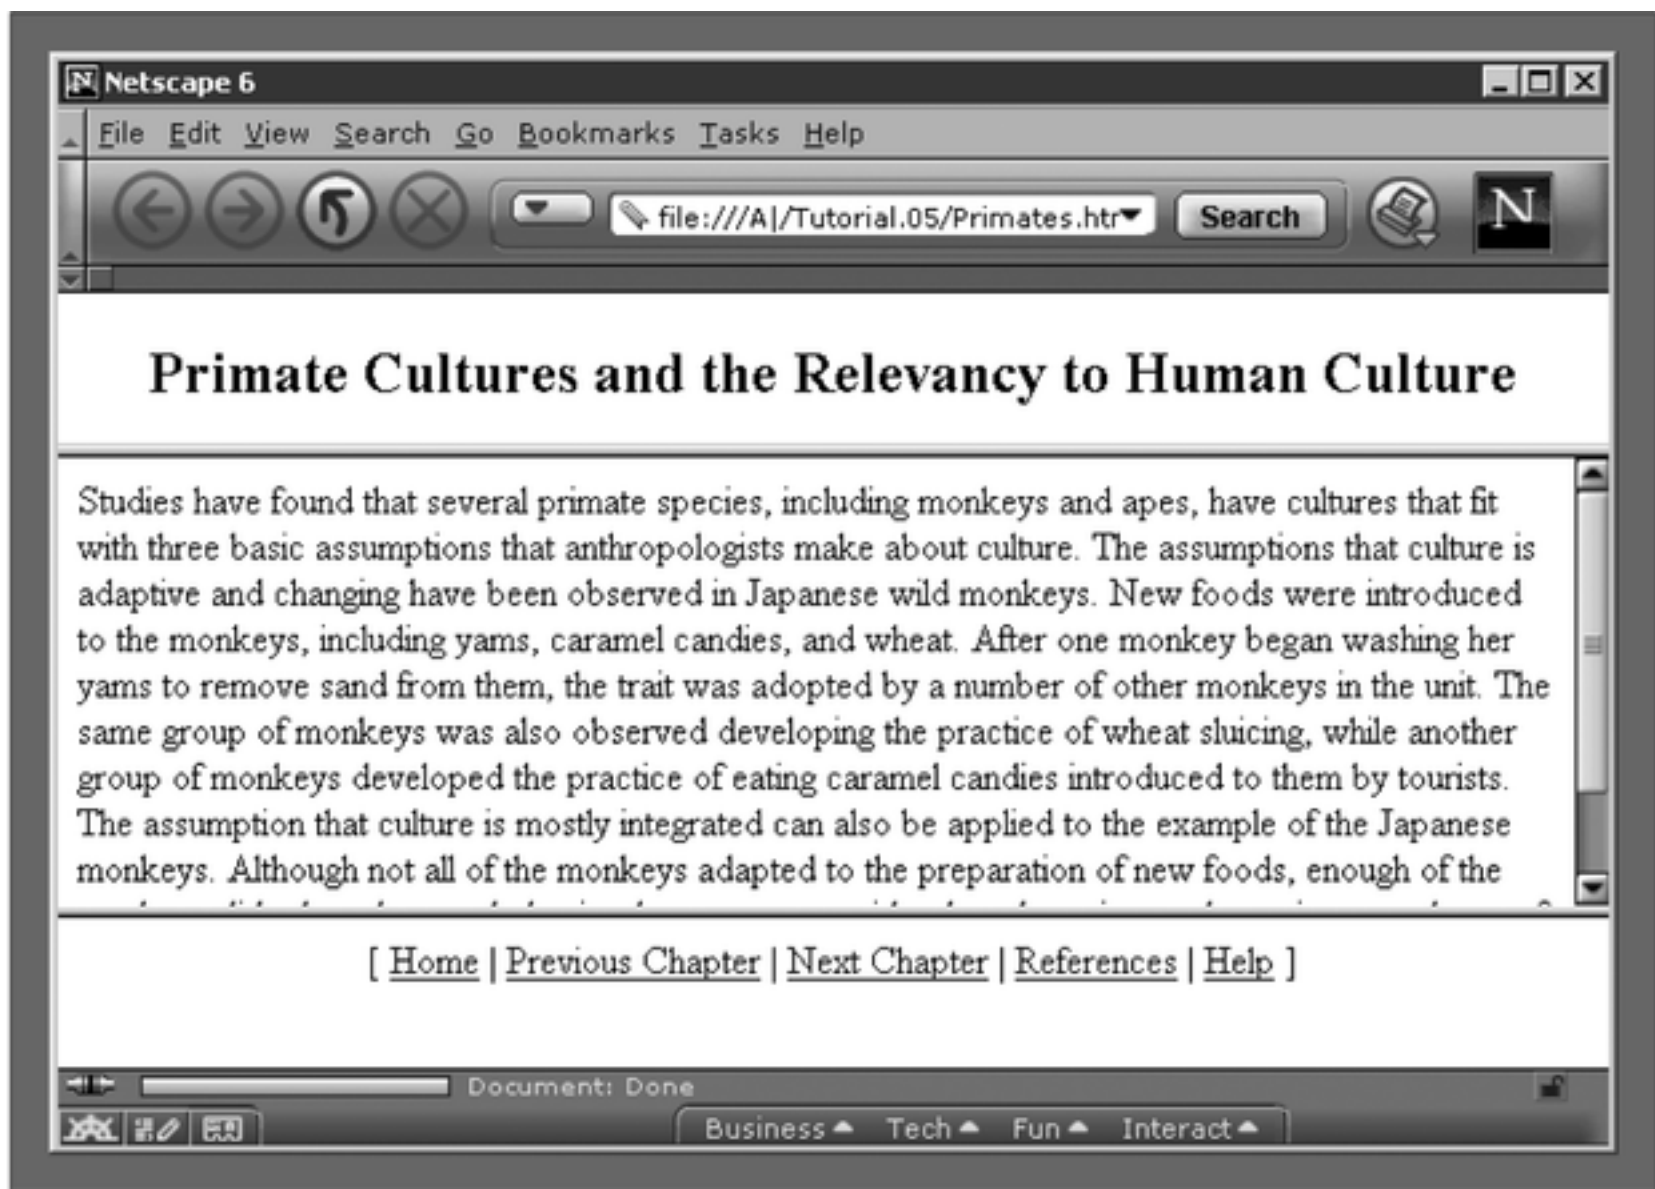 N Netscape 6
File Edit View Search Go Bookmarks Tasks Help
file:///A|/Tutorial.05/Primates.htr Search N
Primate Cultures and the Relevancy to Human Culture
Studies have found that several primate species, including monkeys and apes, have cultures that fit
with three basic assumptions that anthropologists make about culture. The assumptions that culture is
adaptive and changing have been observed in Japanese wild monkeys. New foods were introduced
to the monkeys, including yams, caramel candies, and wheat. After one monkey began washing her
yams to remove sand from them, the trait was adopted by a number of other monkeys in the unit. The
same group of monkeys was also observed developing the practice of wheat sluicing, while another
group of monkeys developed the practice of eating caramel candies introduced to them by tourists.
The assumption that culture is mostly integrated can also be applied to the example of the Japanese
monkeys. Although not all of the monkeys adapted to the preparation of new foods, enough of the
[ Home | Previous Chapter | Next Chapter | References | Help ]
Document: Done
Business Tech Fun Interact